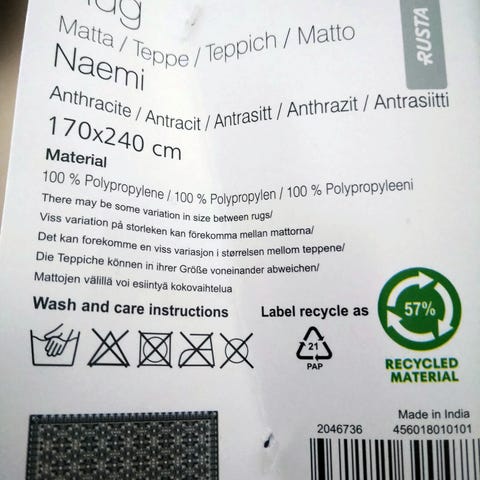 Matta / Teppe / Teppich / Matto
Naemi
Anthracite / Antracit / Antrasitt / Anthrazit / Antrasiitti
170x240 cm
Material
100 % Polypropylene / 100 % Polypropylen / 100 % Polypropyleeni
There may be some variation in size between rugs/
Viss variation på storleken kan förekomma mellan mattorna/
Det kan forekomme en viss variasjon i størrelsen mellom teppene/
Die Teppiche können in ihrer Größe voneinander abweichen/
Mattojen välillä voi esiintyä kokovaihtelua
Wash and care instructions
Label recycle as
21
PAP
57%
RECYCLED
MATERIAL
Made in India
2046736
456018010101
RUSTA